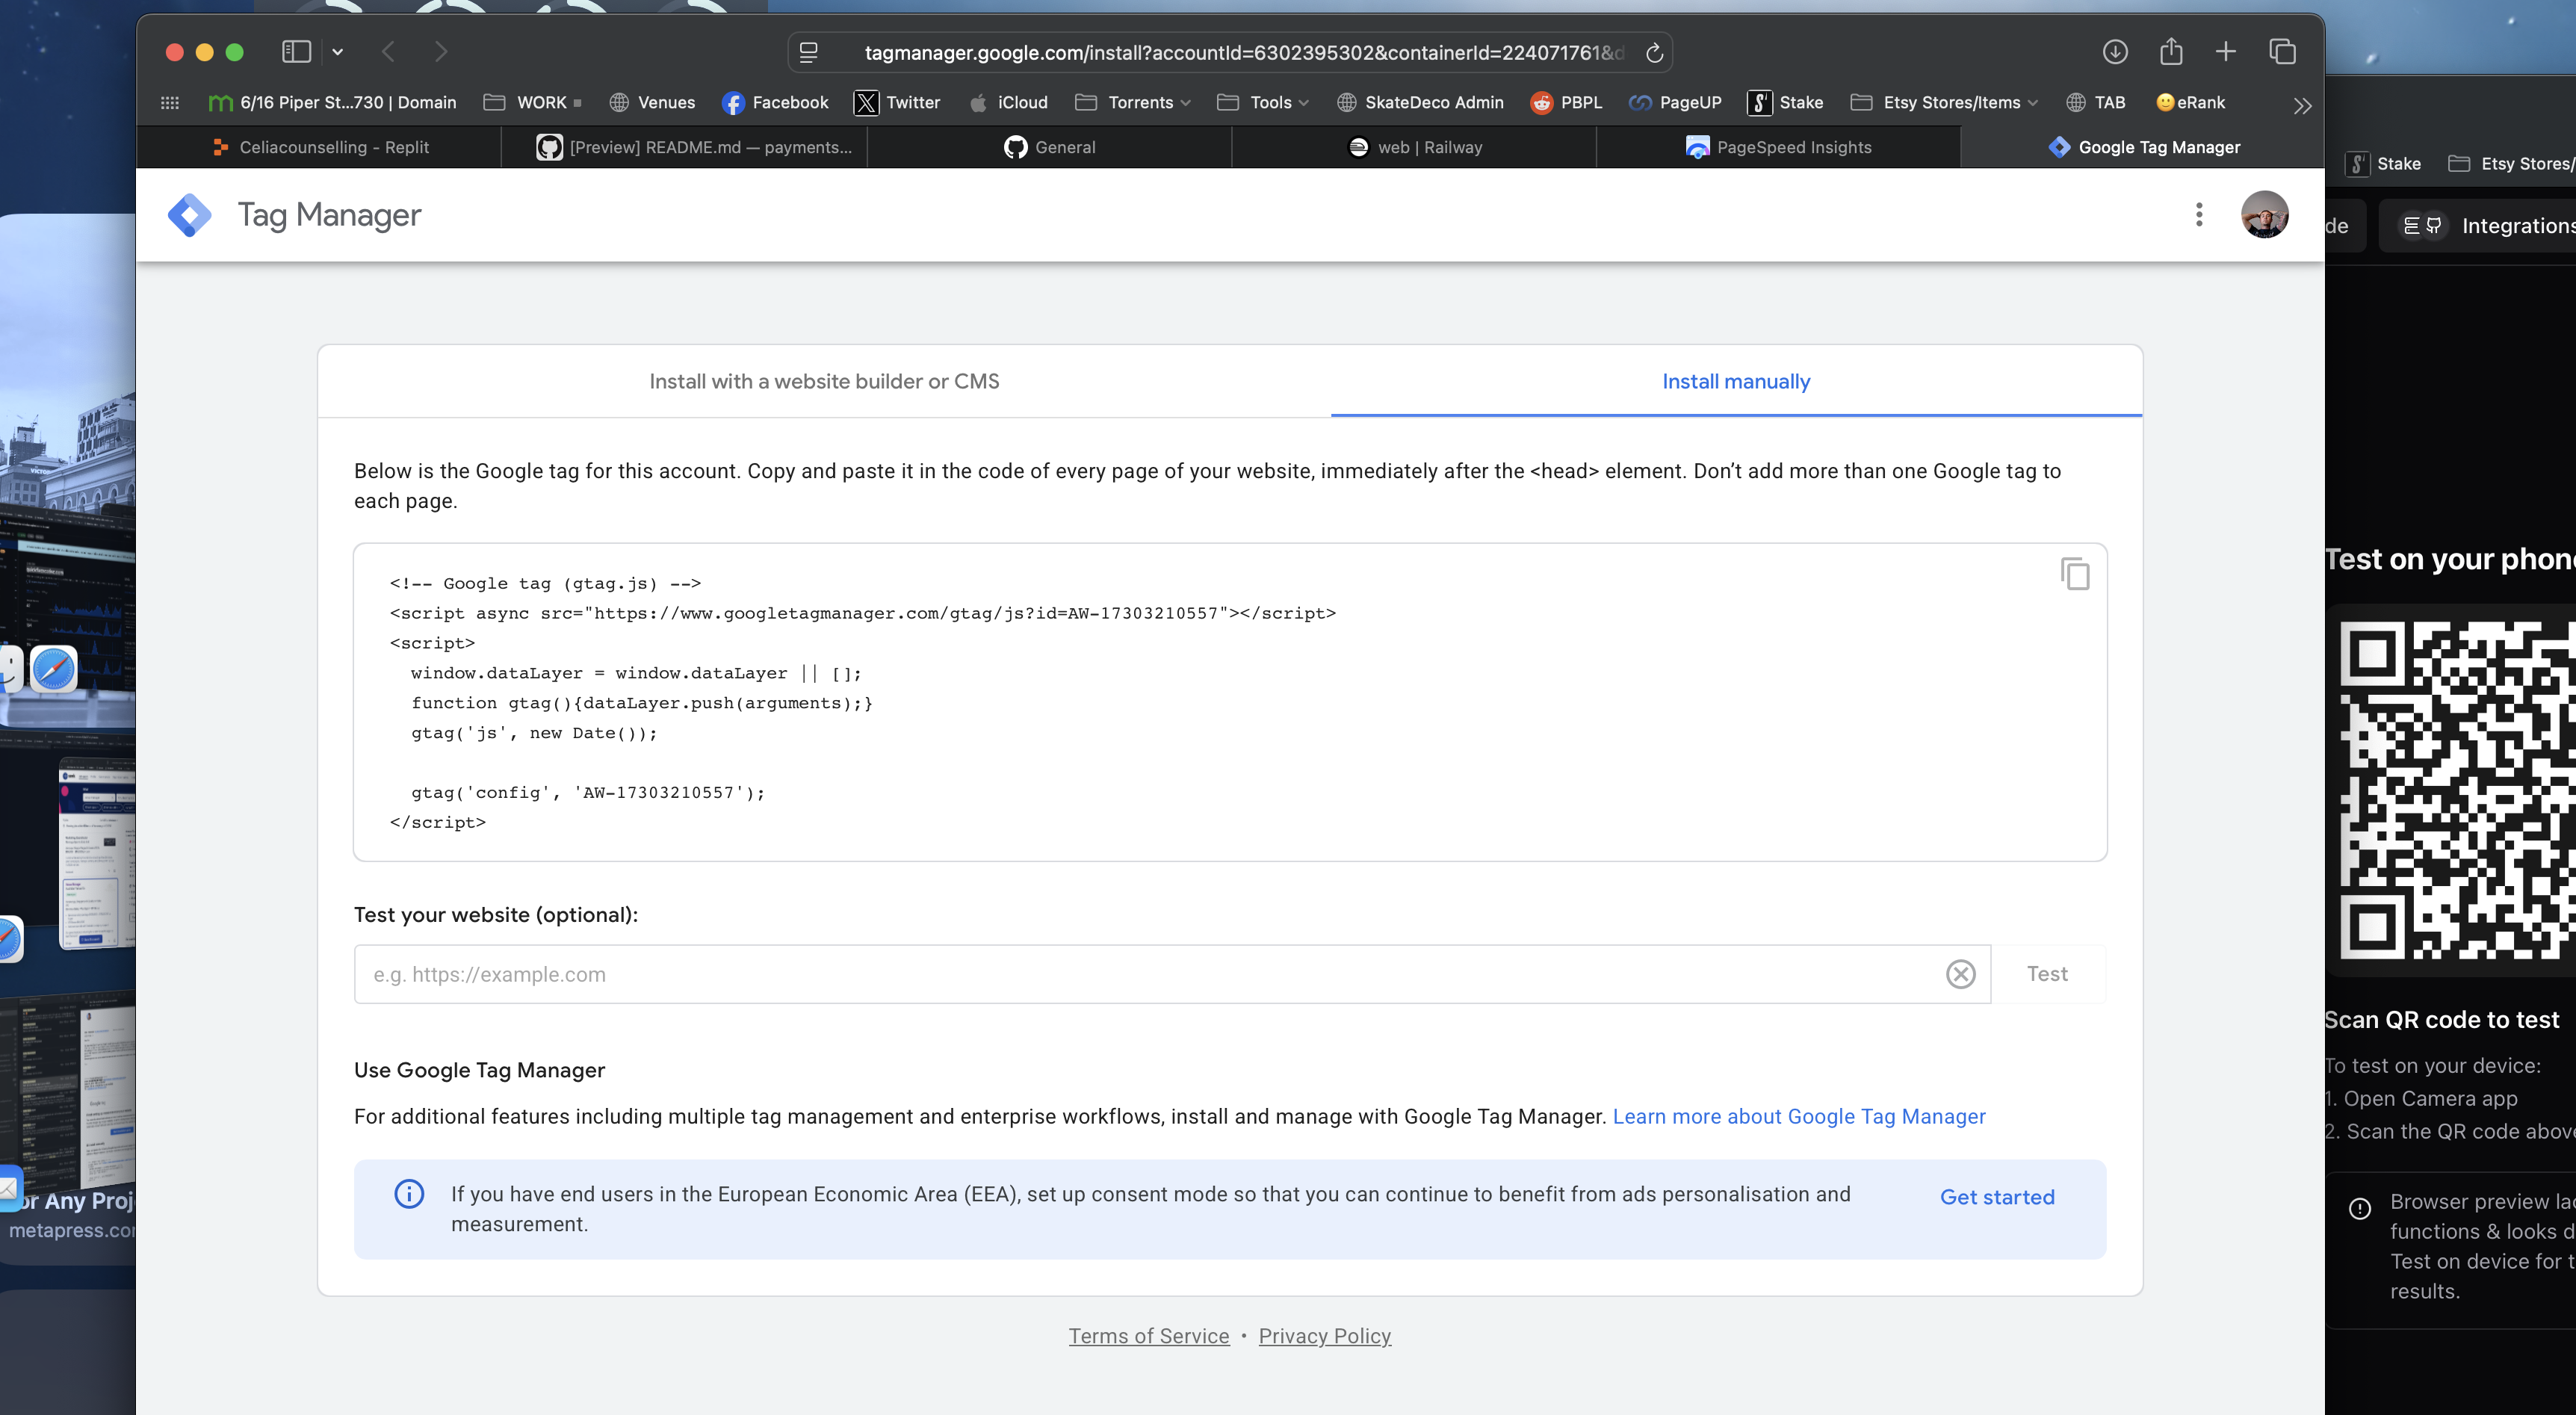 tagmanager.google.com/install?accountId=6302395302&containerId=224071761&d
6/16 Piper St...730 | Domain
WORK
Venues
Facebook
Twitter
iCloud
Torrents
Tools
SkateDeco Admin
PBPL
PageUP
Stake
Etsy Stores/Items
TAB
eRank
Celiacounselling - Replit
[Preview] README.md — payments...
General
web | Railway
PageSpeed Insights
Google Tag Manager
Tag Manager
Install with a website builder or CMS
Install manually
Below is the Google tag for this account. Copy and paste it in the code of every page of your website, immediately after the <head> element. Don’t add more than one Google tag to
each page.
<!-- Google tag (gtag.js) -->
<script async src="https://www.googletagmanager.com/gtag/js?id=AW-17303210557"></script>
<script>
window.dataLayer = window.dataLayer || [];
function gtag(){dataLayer.push(arguments);}
gtag('js', new Date());
gtag('config', 'AW-17303210557');
</script>
Test your website (optional):
e.g. https://example.com
Test
Use Google Tag Manager
For additional features including multiple tag management and enterprise workflows, install and manage with Google Tag Manager. Learn more about Google Tag Manager
If you have end users in the European Economic Area (EEA), set up consent mode so that you can continue to benefit from ads personalisation and
measurement.
Get started
Terms of Service • Privacy Policy
Stake
Etsy Stores/
de
Integrations
Test on your phone
Scan QR code to test
To test on your device:
1. Open Camera app
2. Scan the QR code above
Browser preview lac
functions & looks d
Test on device for t
results.
or Any Proj
metapress.con